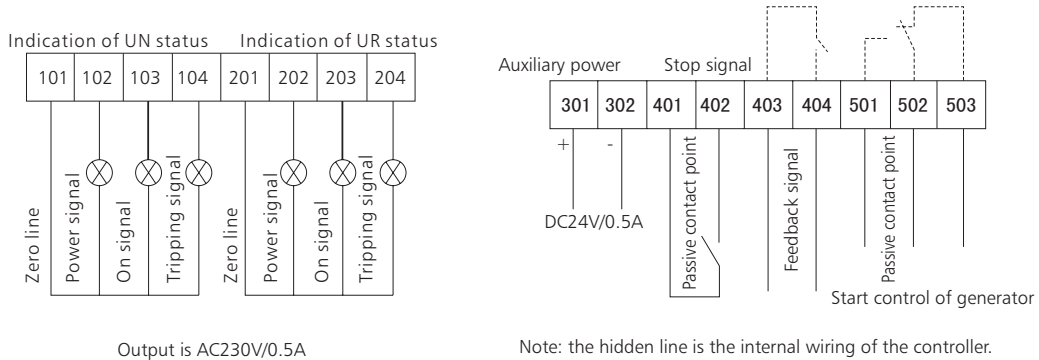 Indication of UN status
Indication of UR status
101 102 103 104 201 202 203 204
Zero line
Power signal
On signal
Tripping signal
Zero line
Power signal
On signal
Tripping signal
Output is AC230V/0.5A
Auxiliary power
Stop signal
301 302 401 402 403 404 501 502 503
+ -
DC24V/0.5A
Passive contact point
Feedback signal
Passive contact point
Start control of generator
Note: the hidden line is the internal wiring of the controller.